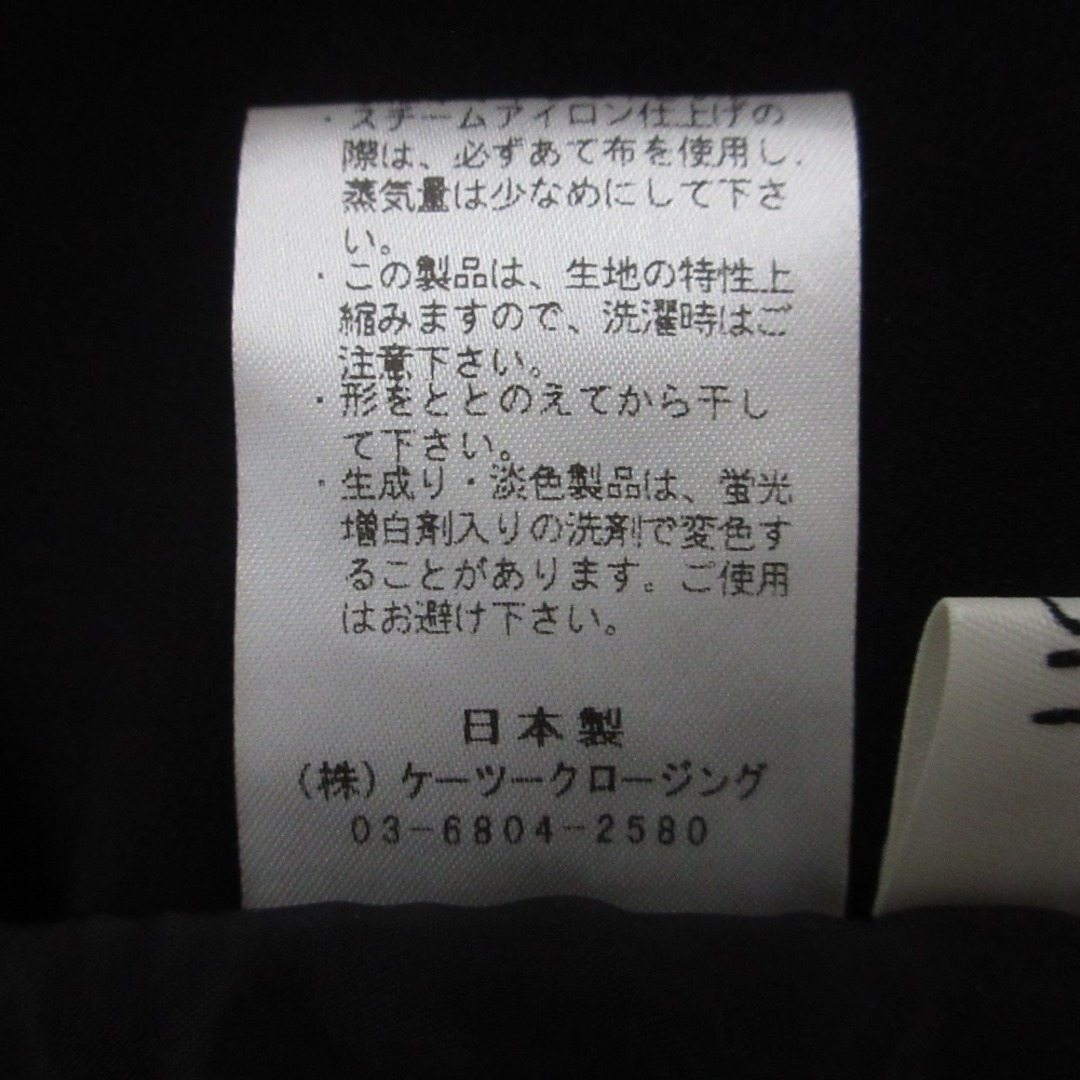 ・スチームアイロン仕上げの
際は、必ずあて布を使用し、
蒸気量は少なめにして下さ
い。
・この製品は、生地の特性上
縮みますので、洗濯時はご
注意下さい。
・形をととのえてから干し
て下さい。
・生成り・淡色製品は、蛍光
増白剤入りの洗剤で変色す
ることがあります。ご使用
はお避け下さい。
日本製
(株)ケーツークロージング
03-6804-2580